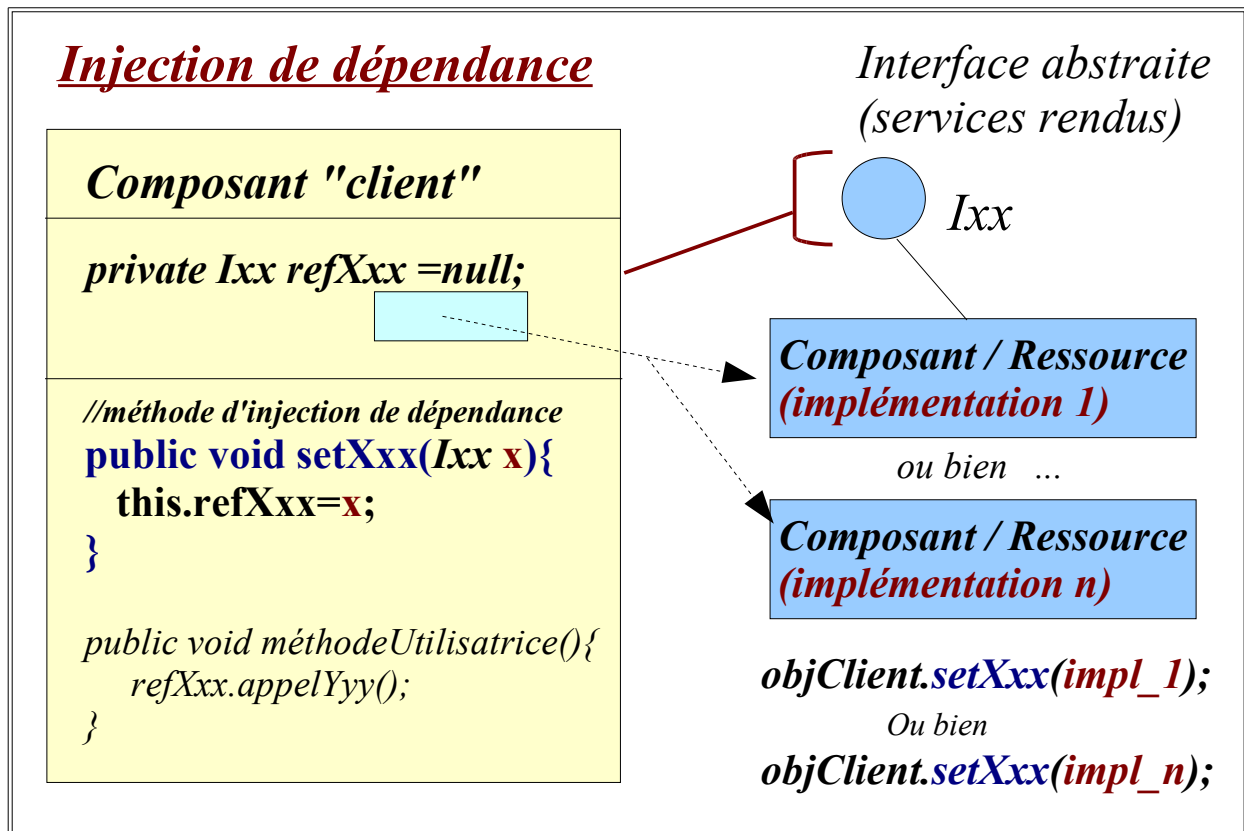 Injection de dépendance
Composant "client"
private Ixx refXxx =null;
//méthode d'injection de dépendance
public void setXxx(Ixx x){
this.refXxx=x;
}
public void méthodeUtilisatrice(){
refXxx.appelYyy();
}
Interface abstraite
(services rendus)
Ixx
Composant / Ressource
(implémentation 1)
ou bien ...
Composant / Ressource
(implémentation n)
objClient.setXxx(impl_1);
Ou bien
objClient.setXxx(impl_n);